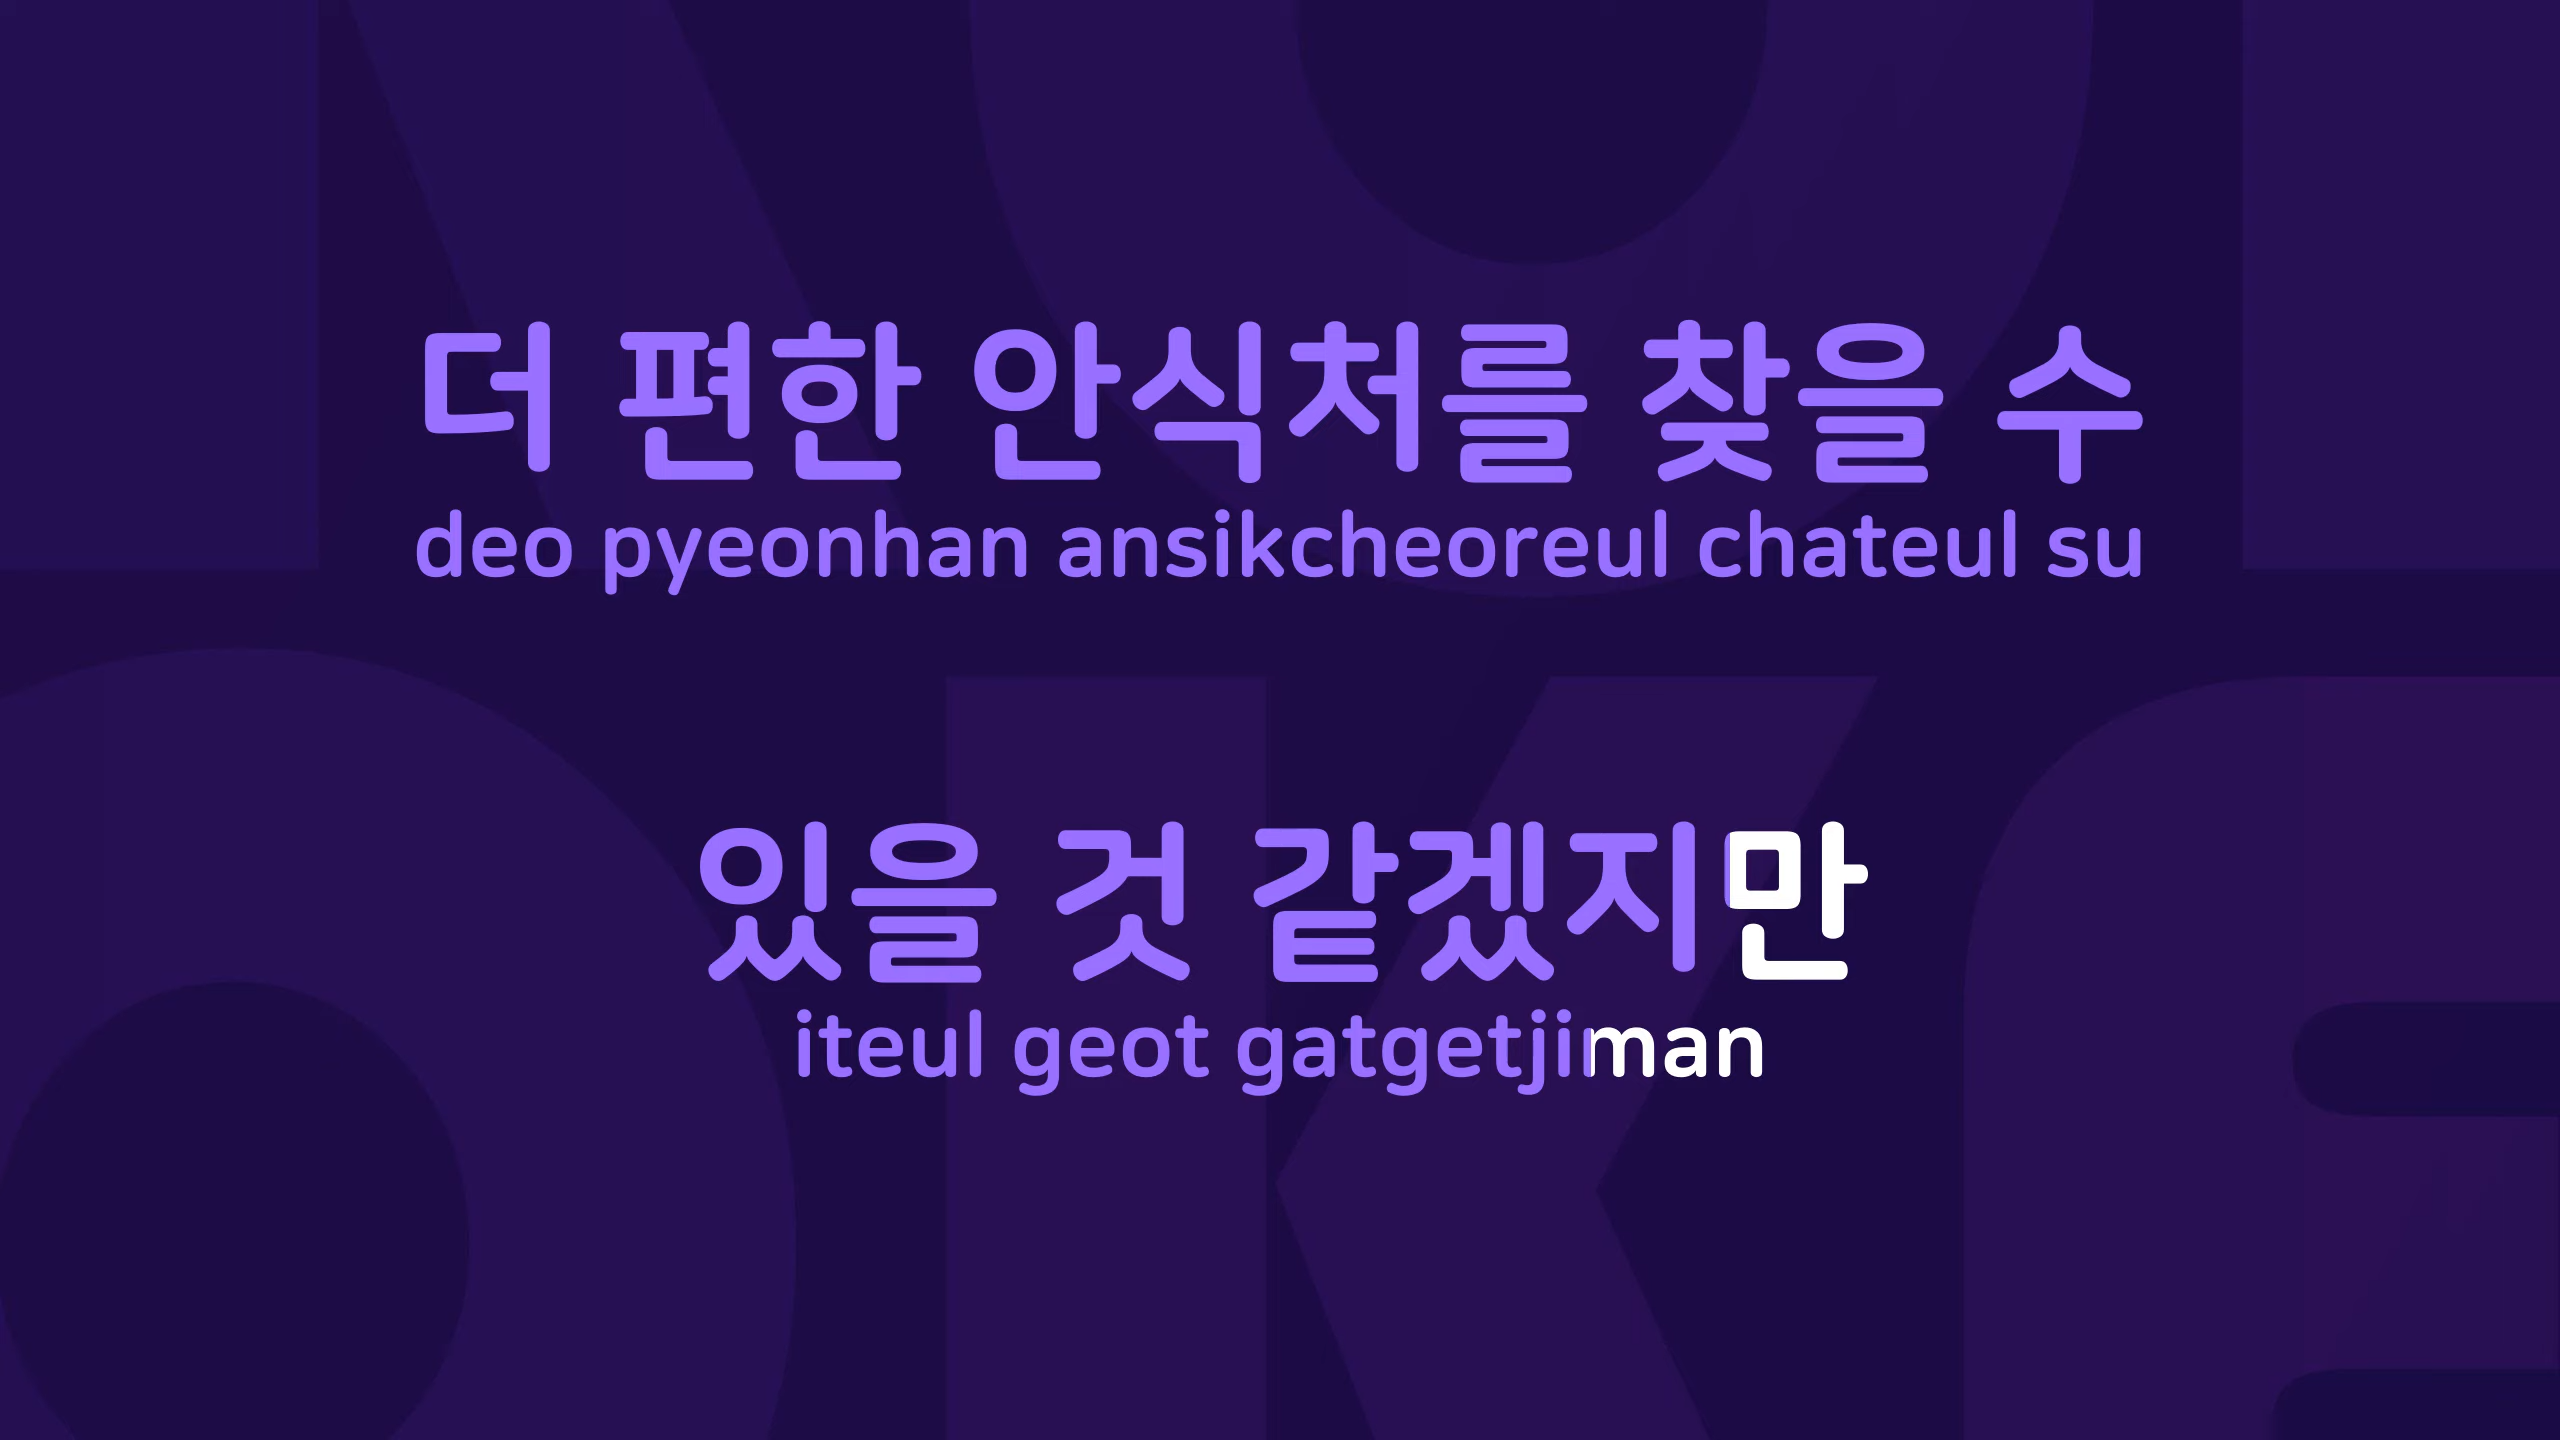 더 편한 안식처를 찾을 수
deo pyeonhan ansikcheoreul chateul su
있을 것 같겠지만
iteul geot gatgetjiman